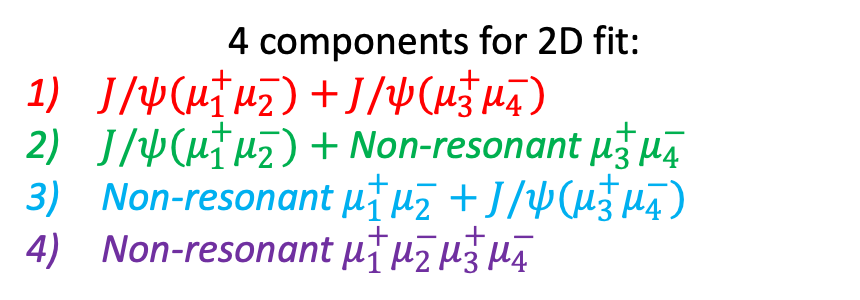 4 components for 2D fit:
1) J/ψ(μ₁⁺μ₂⁻) + J/ψ(μ₃⁺μ₄⁻)
2) J/ψ(μ₁⁺μ₂⁻) + Non-resonant μ₃⁺μ₄⁻
3) Non-resonant μ₁⁺μ₂⁻ + J/ψ(μ₃⁺μ₄⁻)
4) Non-resonant μ₁⁺μ₂⁻μ₃⁺μ₄⁻